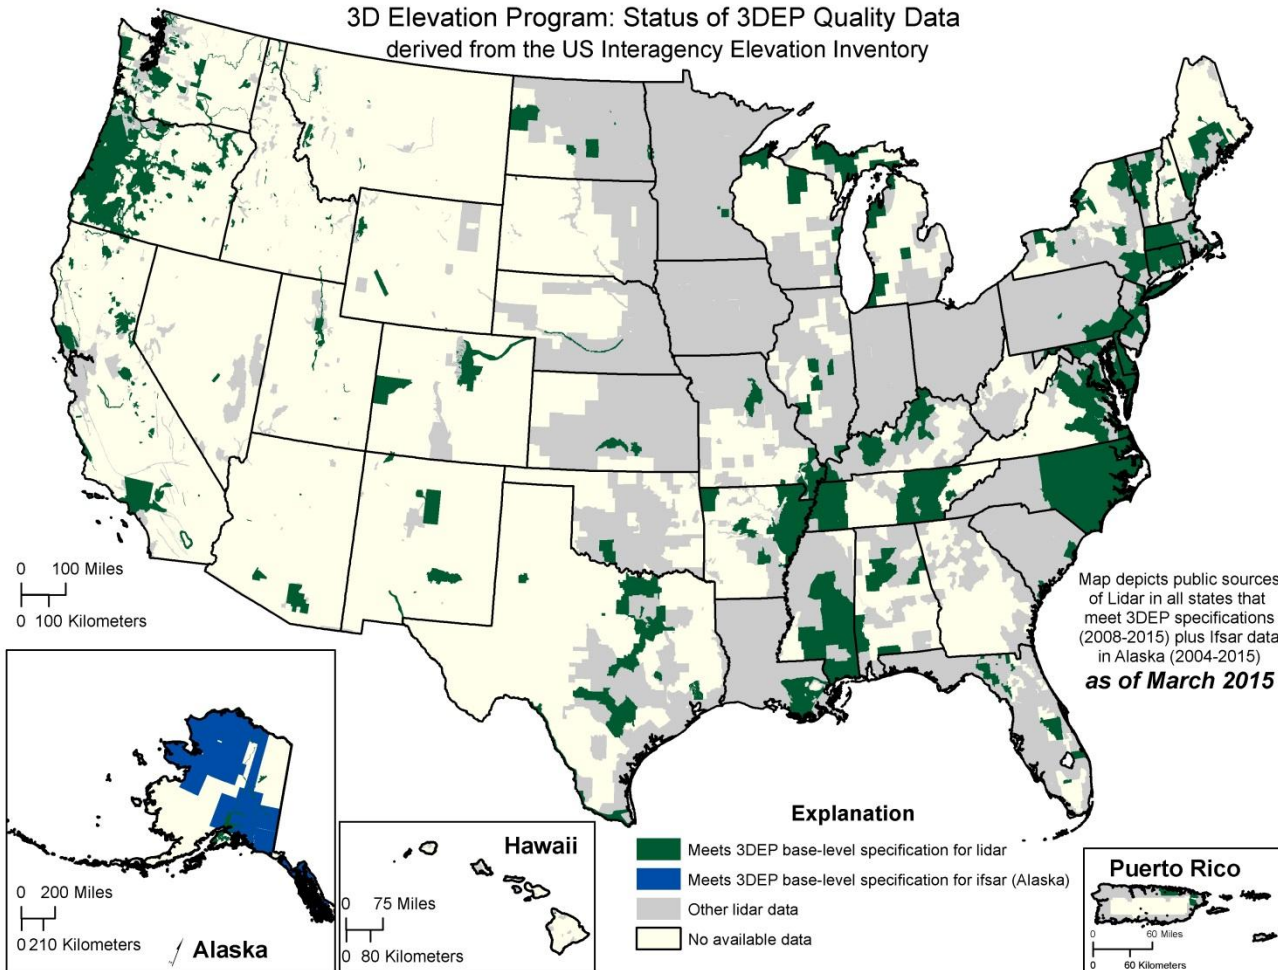 3D Elevation Program: Status of 3DEP Quality Data
derived from the US Interagency Elevation Inventory
0 100 Miles
0 100 Kilometers
Map depicts public sources
of Lidar in all states that
meet 3DEP specifications
(2008-2015) plus Ifsar data
in Alaska (2004-2015)
as of March 2015
0 200 Miles
0 210 Kilometers
Alaska
Hawaii
0 75 Miles
0 80 Kilometers
Explanation
Meets 3DEP base-level specification for lidar
Meets 3DEP base-level specification for ifsar (Alaska)
Other lidar data
No available data
Puerto Rico
0 60 Miles
0 60 Kilometers